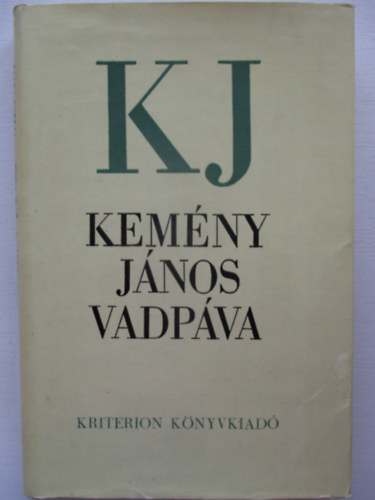 KJ
KEMÉNY
JÁNOS
VADPÁVA
KRITERION KÖNYVKIADÓ